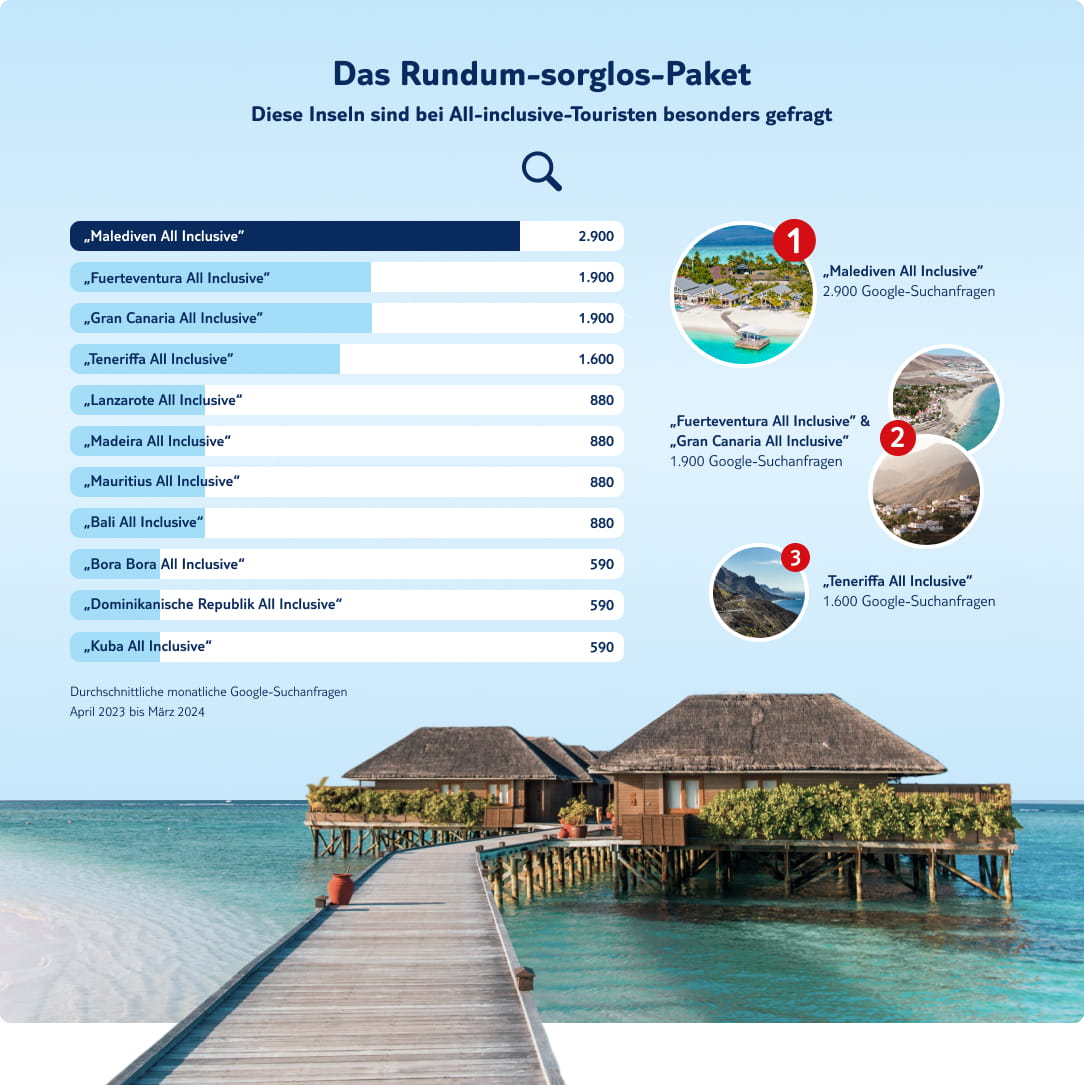 Das Rundum-sorglos-Paket
Diese Inseln sind bei All-inclusive-Touristen besonders gefragt
„Malediven All Inclusive“ 2.900
„Fuerteventura All Inclusive“ 1.900
„Gran Canaria All Inclusive“ 1.900
„Teneriffa All Inclusive“ 1.600
„Lanzarote All Inclusive“ 880
„Madeira All Inclusive“ 880
„Mauritius All Inclusive“ 880
„Bali All Inclusive“ 880
„Bora Bora All Inclusive“ 590
„Dominikanische Republik All Inclusive“ 590
„Kuba All Inclusive“ 590
Durchschnittliche monatliche Google-Suchanfragen
April 2023 bis März 2024
1
„Malediven All Inclusive“
2.900 Google-Suchanfragen
„Fuerteventura All Inclusive“ &
„Gran Canaria All Inclusive“
1.900 Google-Suchanfragen
2
3
„Teneriffa All Inclusive“
1.600 Google-Suchanfragen